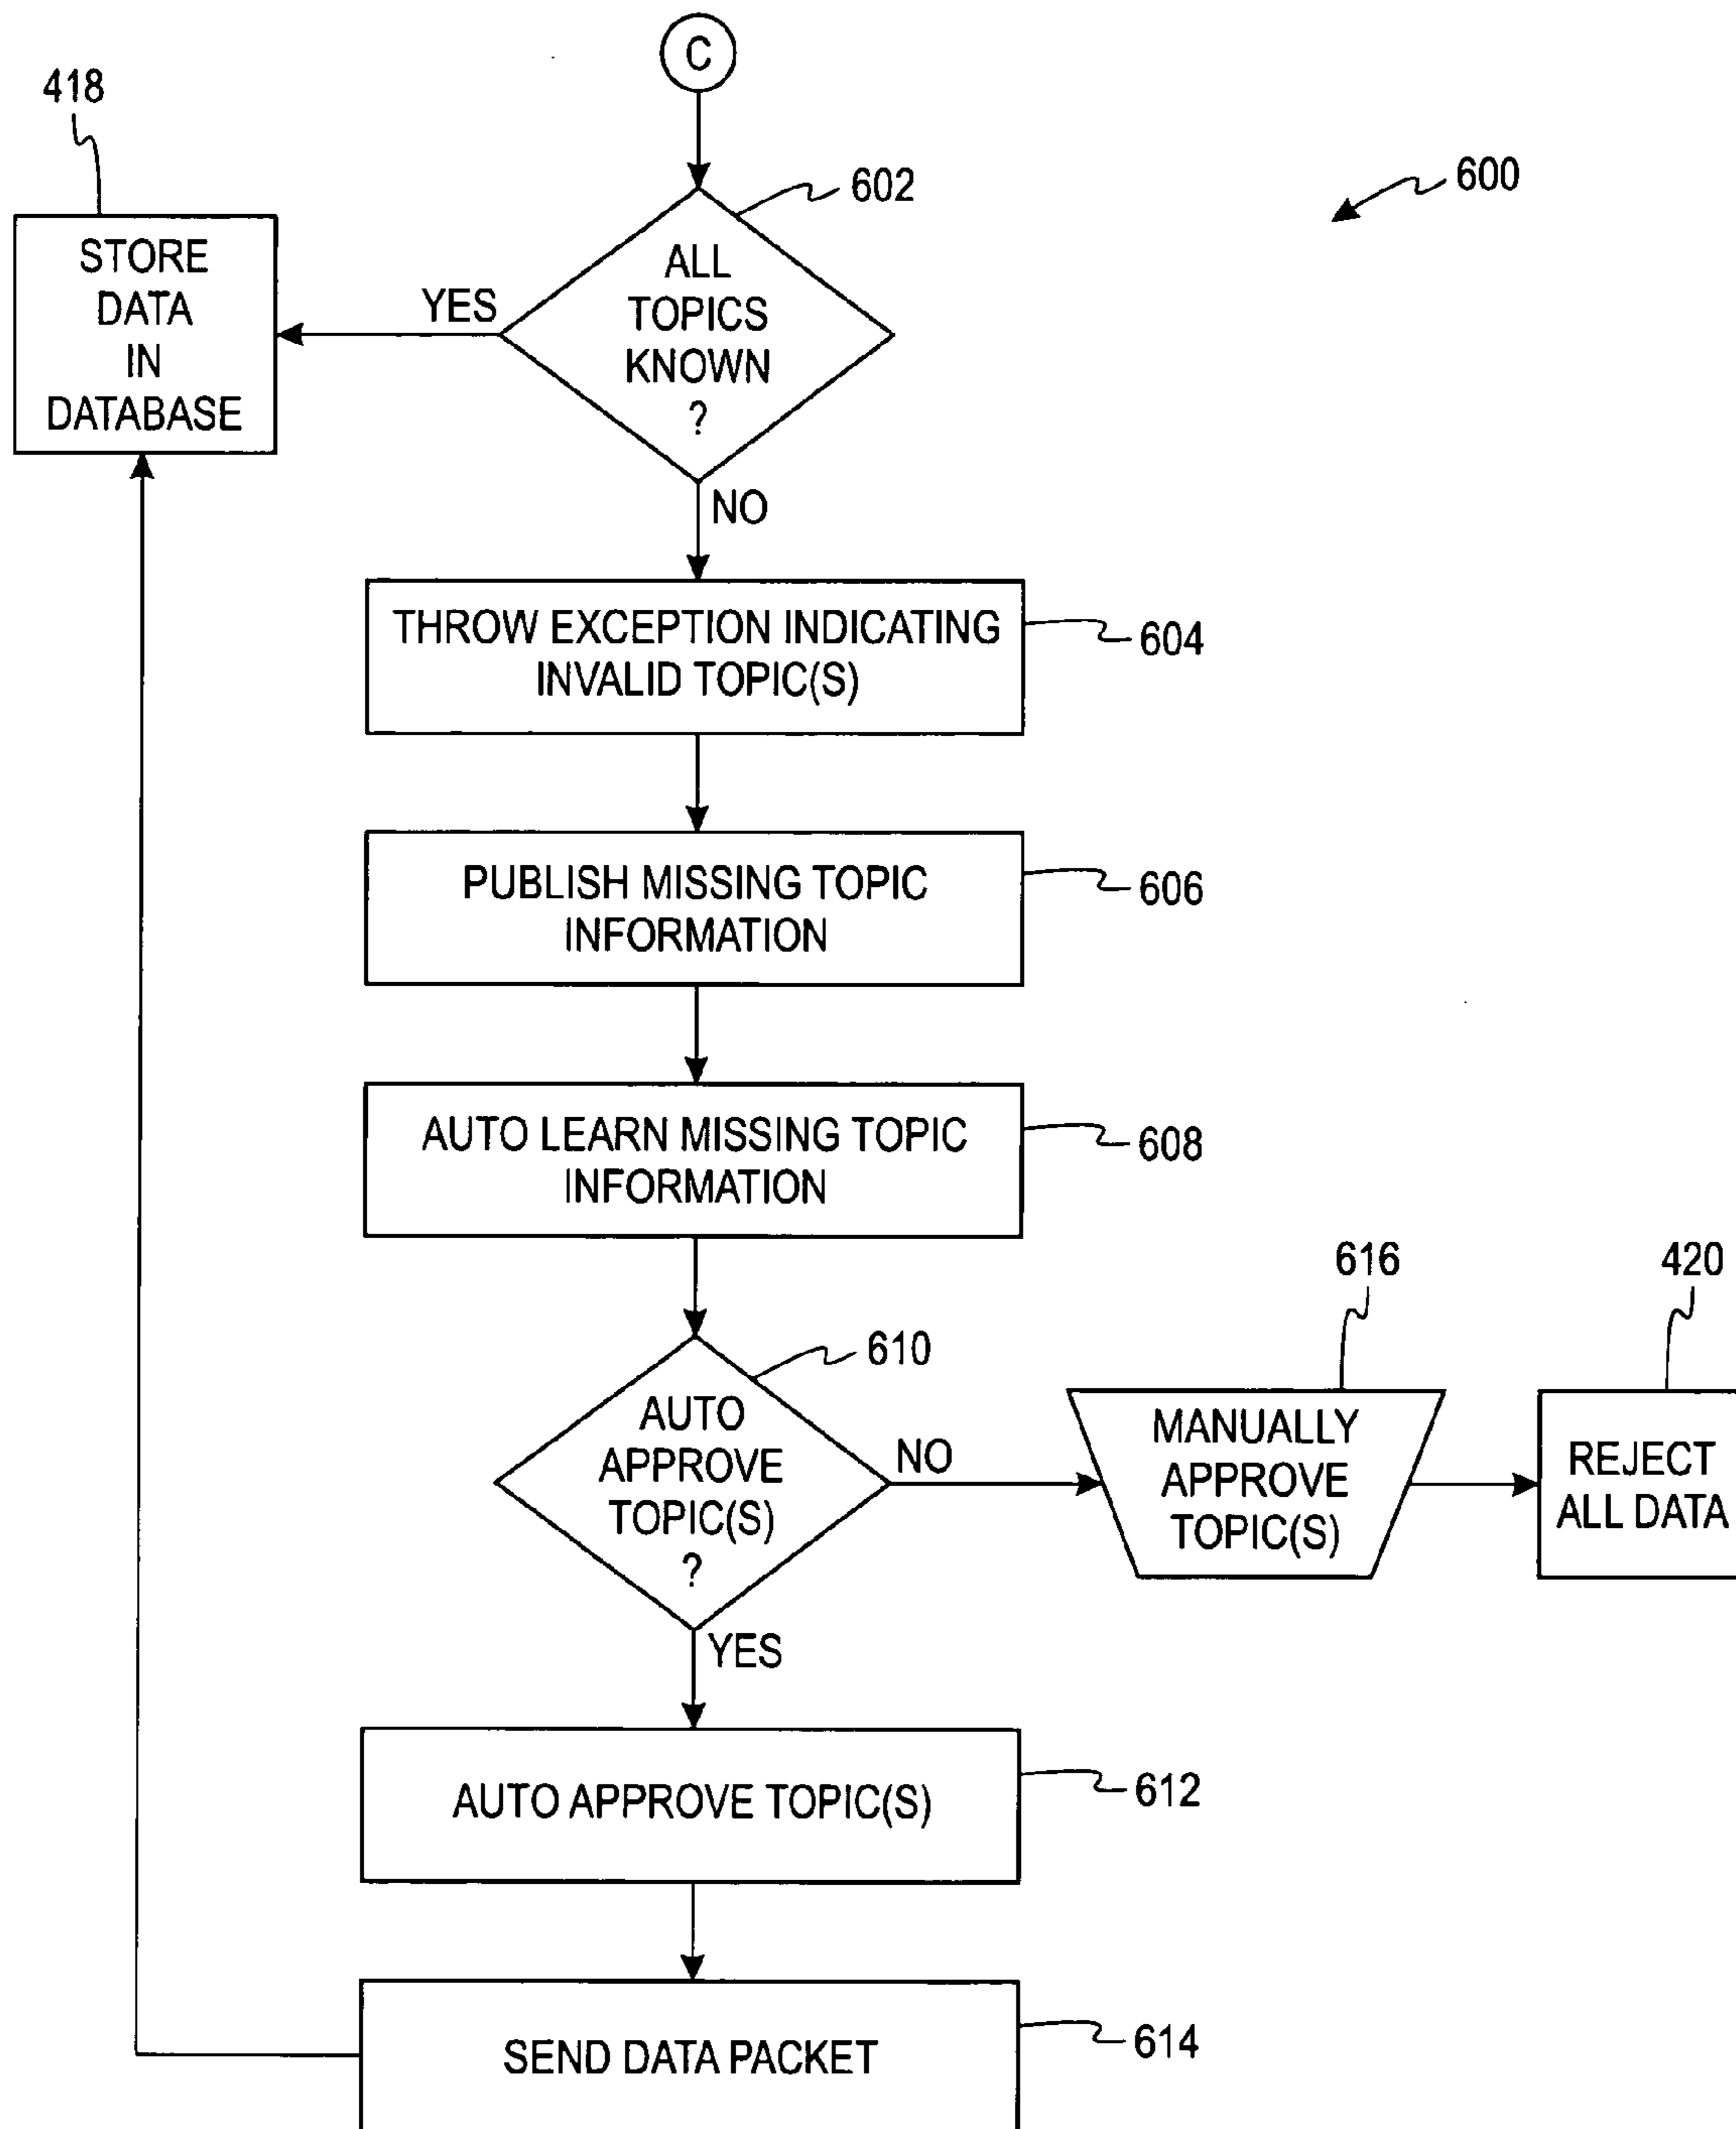 C
418
602
600
STORE
DATA
IN
DATABASE
YES
ALL
TOPICS
KNOWN
?
NO
THROW EXCEPTION INDICATING
INVALID TOPIC(S)
604
PUBLISH MISSING TOPIC
INFORMATION
606
AUTO LEARN MISSING TOPIC
INFORMATION
608
610
616
420
AUTO
APPROVE
TOPIC(S)
?
NO
MANUALLY
APPROVE
TOPIC(S)
REJECT
ALL DATA
YES
AUTO APPROVE TOPIC(S)
612
SEND DATA PACKET
614